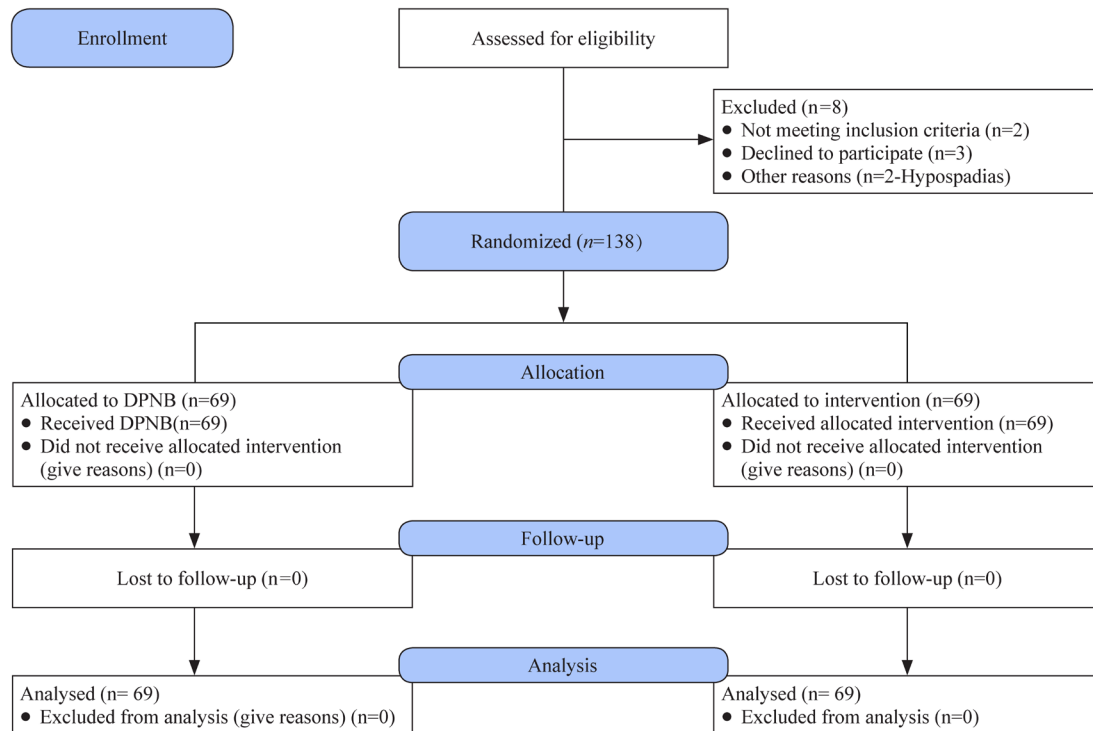 Enrollment
Assessed for eligibility
Excluded (n=8)
● Not meeting inclusion criteria (n=2)
● Declined to participate (n=3)
● Other reasons (n=2-Hypospadias)
Randomized (n=138)
Allocation
Allocated to DPNB (n=69)
● Received DPNB(n=69)
● Did not receive allocated intervention
(give reasons) (n=0)
Allocated to intervention (n=69)
● Received allocated intervention (n=69)
● Did not receive allocated intervention
(give reasons) (n=0)
Follow-up
Lost to follow-up (n=0)
Lost to follow-up (n=0)
Analysis
Analysed (n= 69)
● Excluded from analysis (give reasons) (n=0)
Analysed (n= 69)
● Excluded from analysis (n=0)